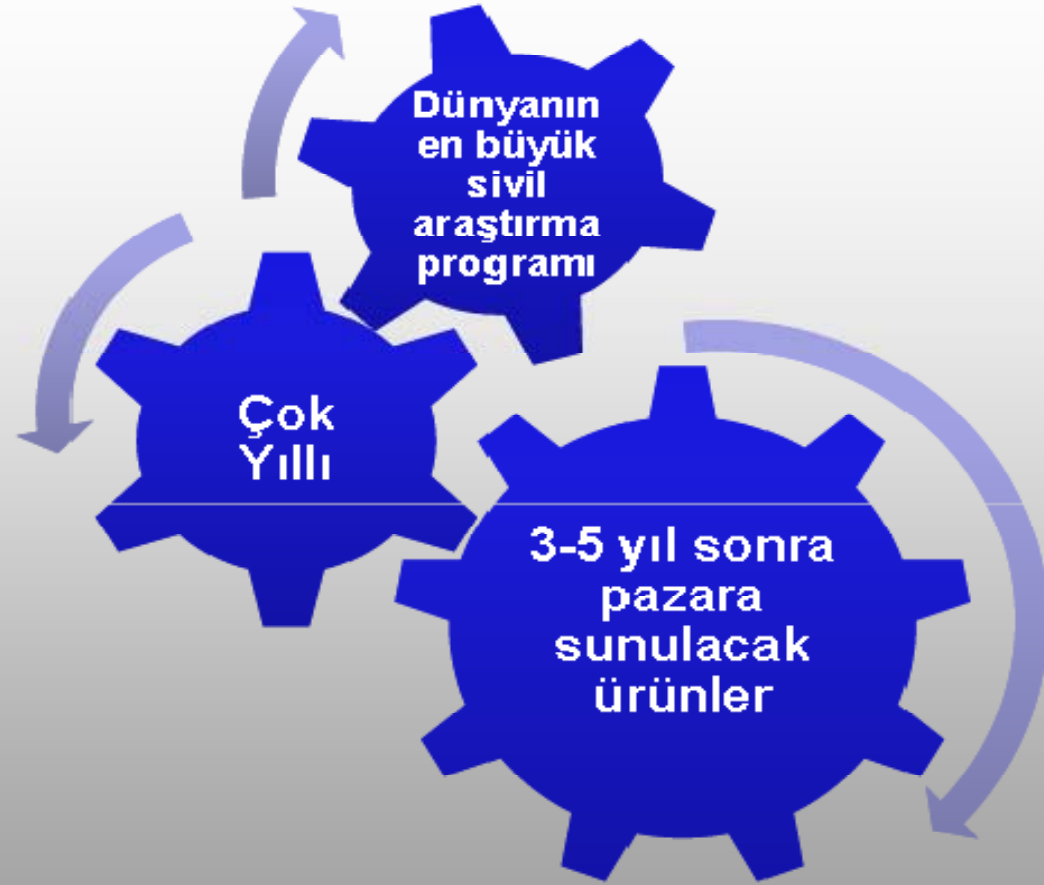 Dünyanın
en büyük
sivil
araştırma
programı
Çok
Yıllı
3-5 yıl sonra
pazara
sunulacak
ürünler